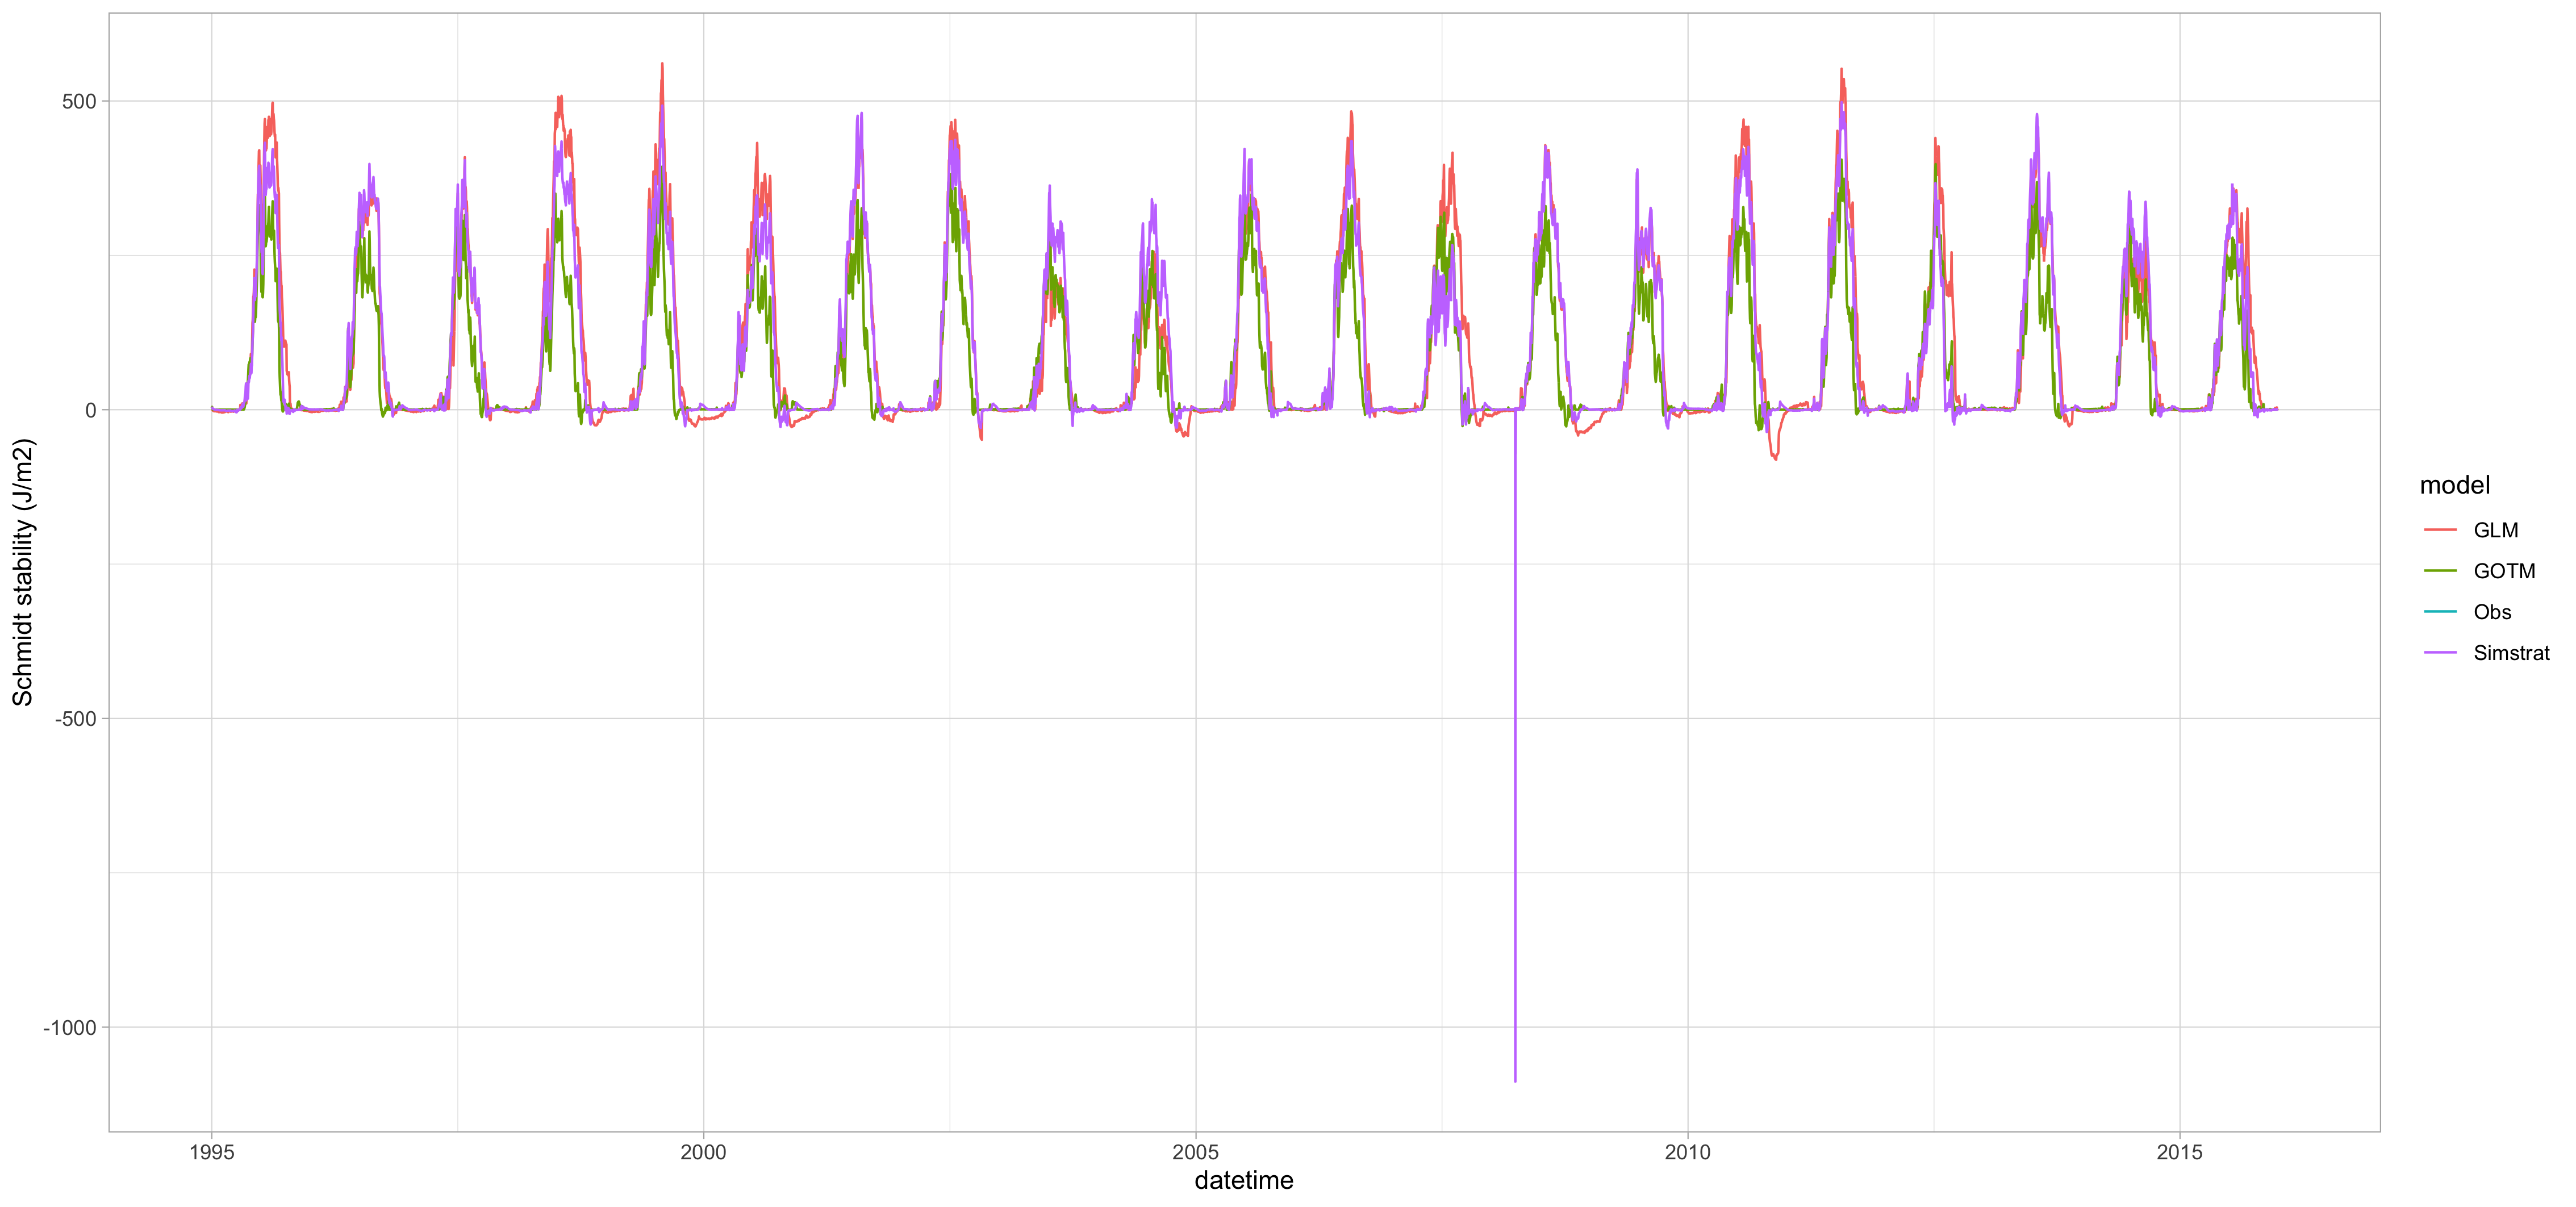 Schmidt stability (J/m2)
500
0
-500
-1000
1995
2000
2005
2010
2015
datetime
model
GLM
GOTM
Obs
Simstrat